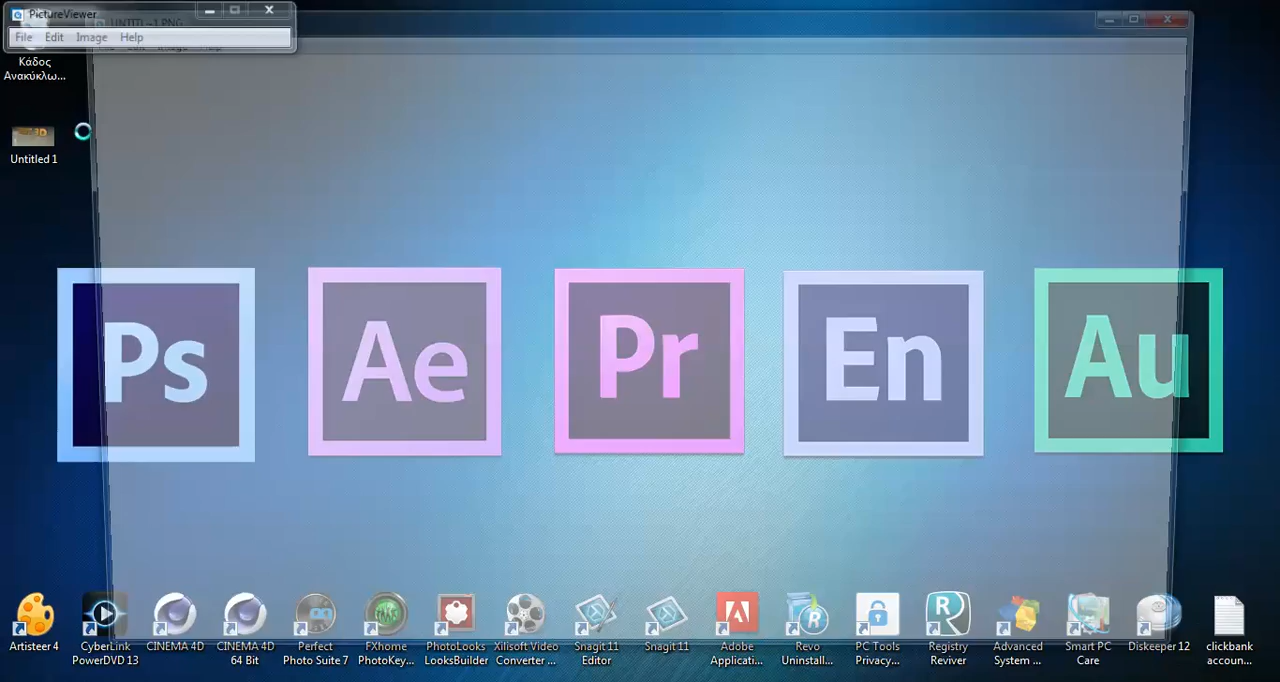 PictureViewer
UNTITL~1.PNG
File Edit Image Help
Κάδος
Ανακύκλω...
Untitled 1
Ps
Ae
Pr
En
Au
Artisteer 4
CyberLink
PowerDVD 13
CINEMA 4D
CINEMA 4D
64 Bit
Perfect
Photo Suite 7
FXhome
PhotoKey...
PhotoLooks
LooksBuilder
Xilisoft Video
Converter ...
Snagit 11
Editor
Snagit 11
Adobe
Applicati...
Revo
Uninstall...
PC Tools
Privacy...
Registry
Reviver
Advanced
System ...
Smart PC
Care
Diskeeper 12
clickbank
accoun...